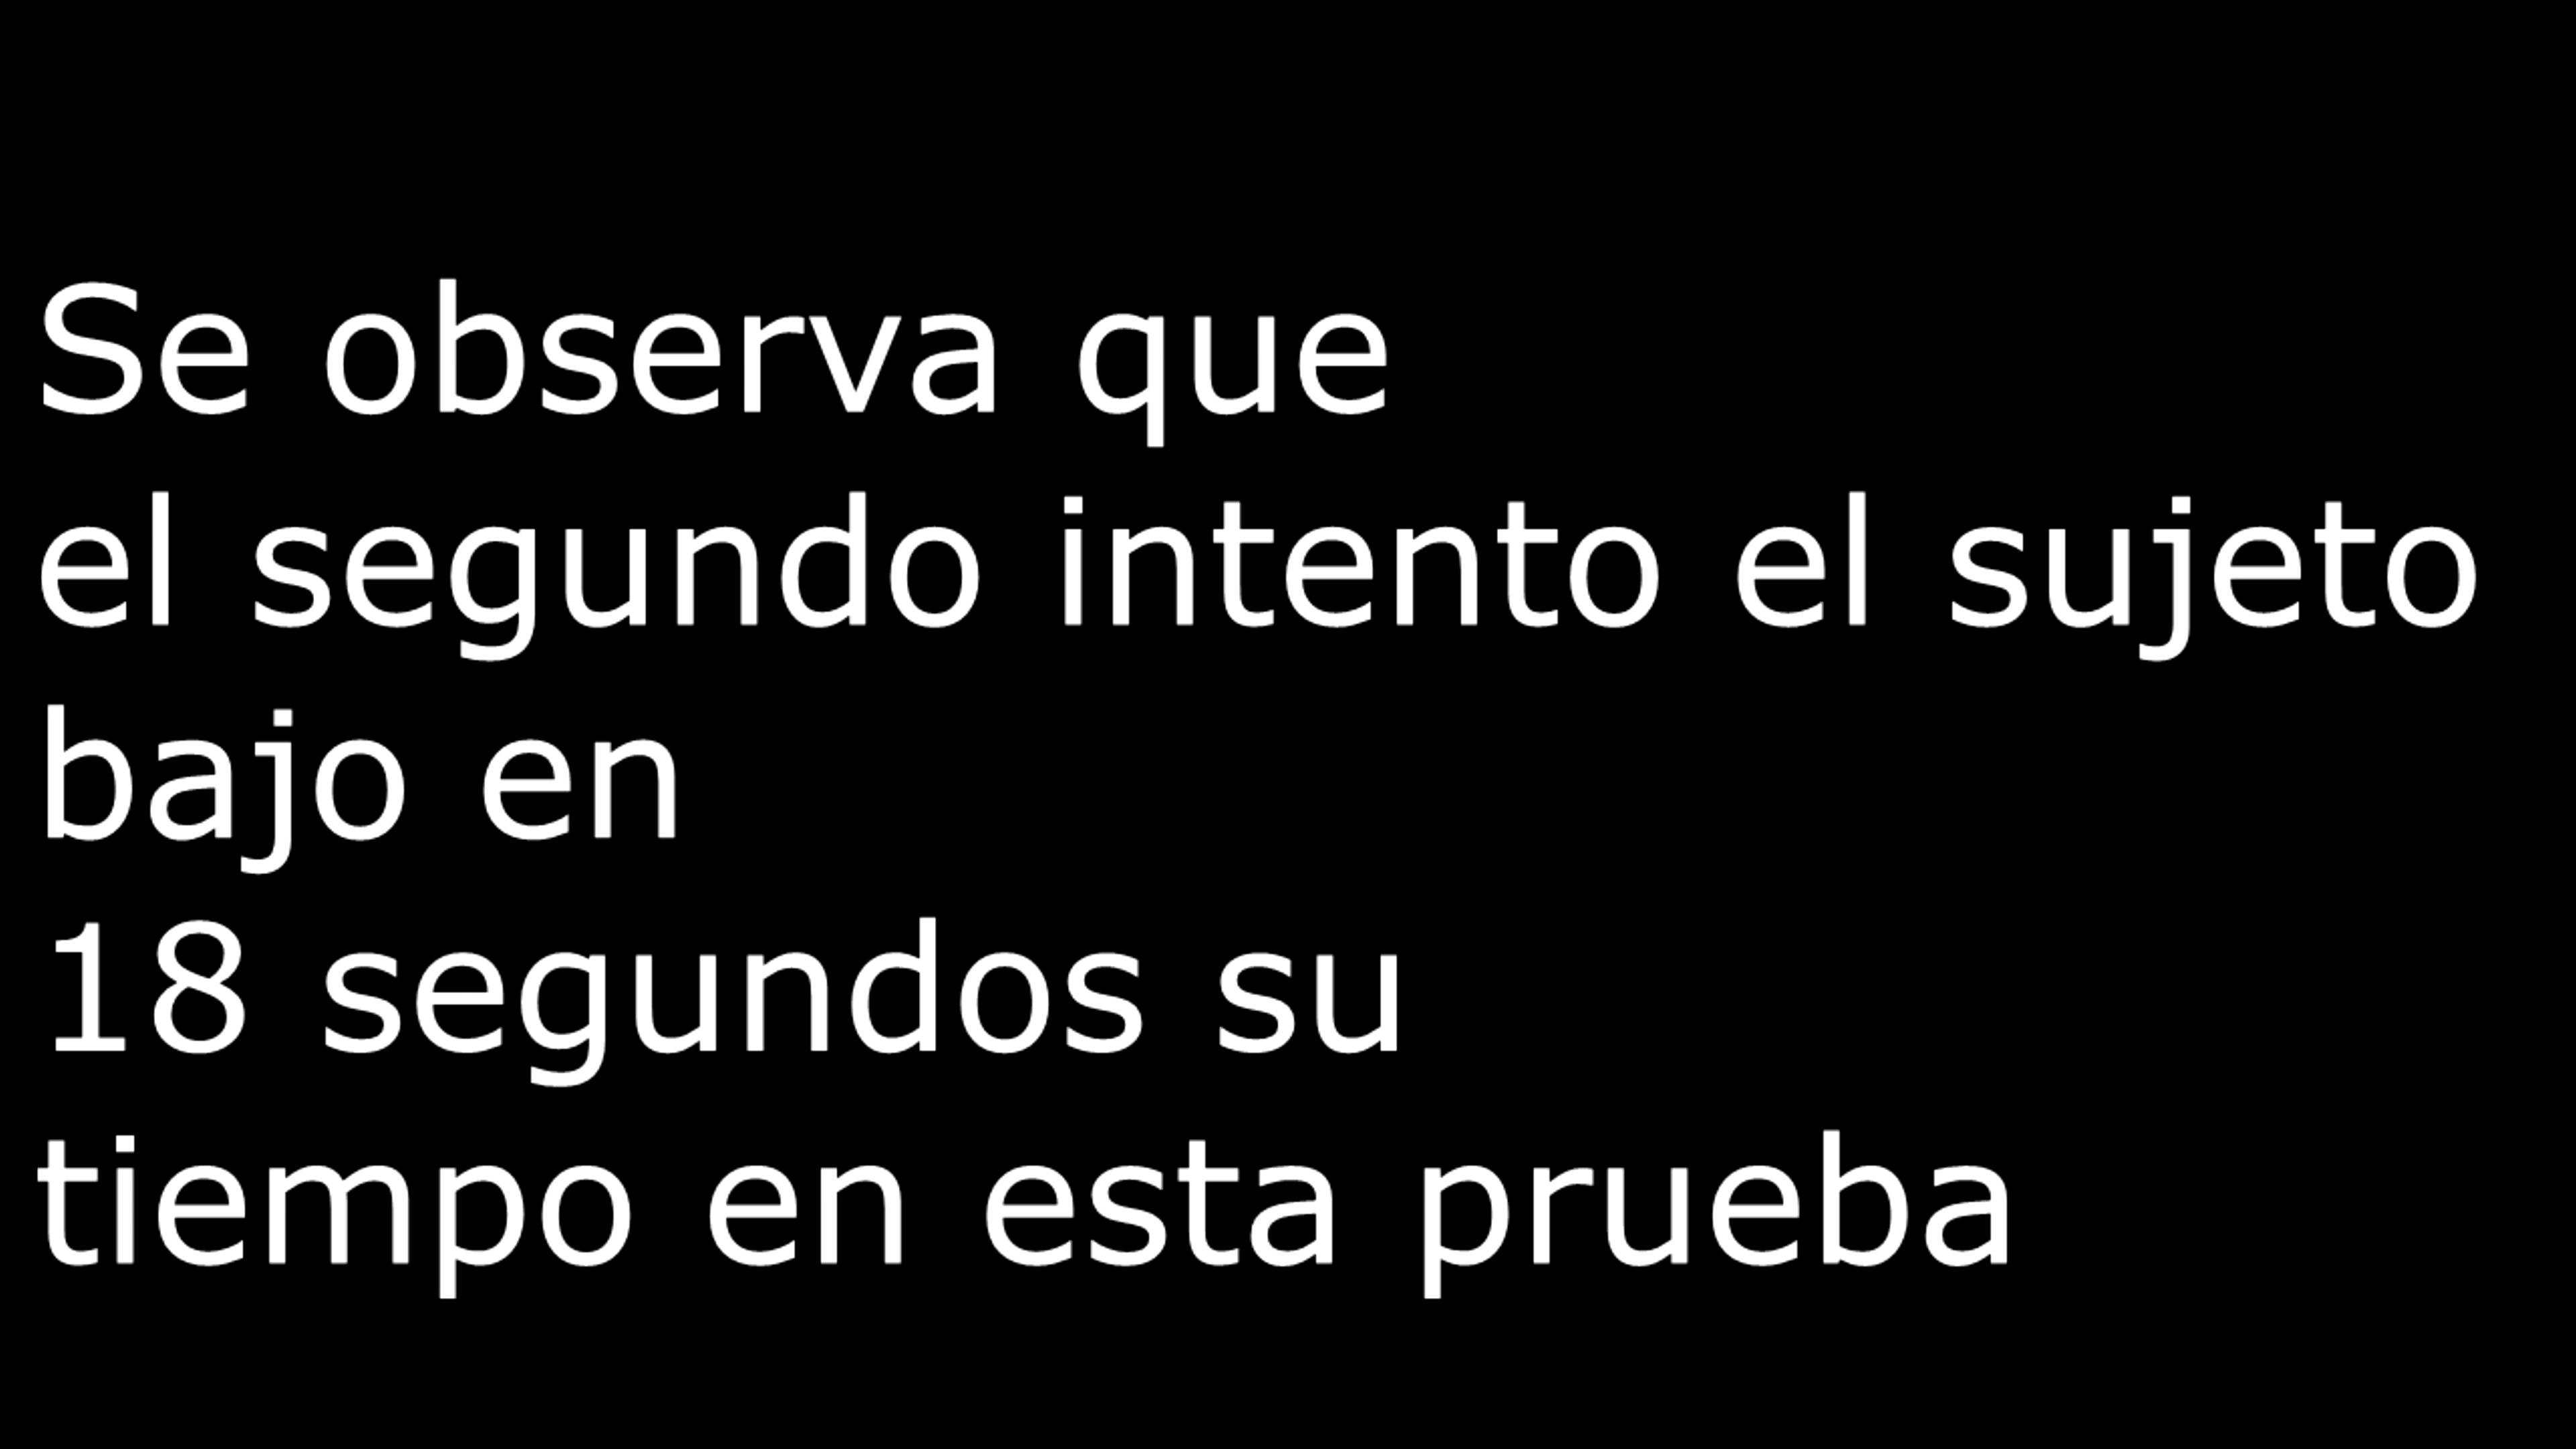 Se observa que
el segundo intento el sujeto
bajo en
18 segundos su
tiempo en esta prueba